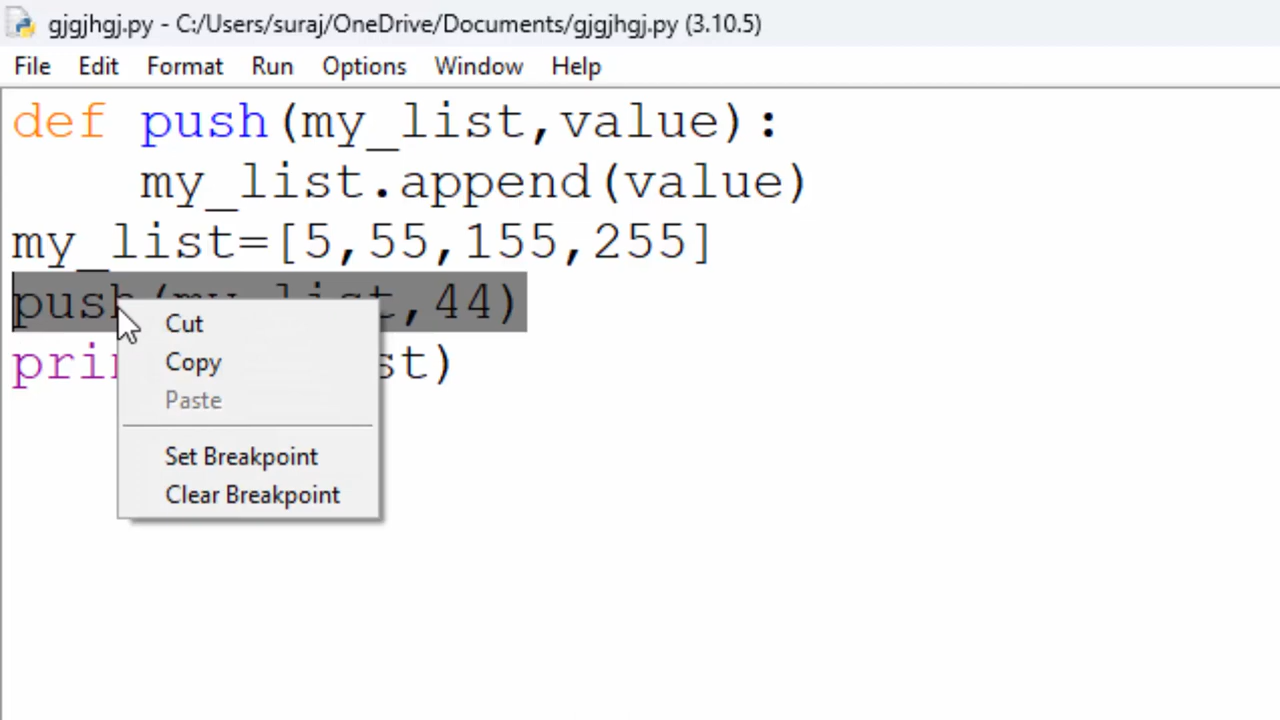 gjgjhgj.py - C:/Users/suraj/OneDrive/Documents/gjgjhgj.py (3.10.5)
File Edit Format Run Options Window Help
def push(my_list,value):
    my_list.append(value)
my_list=[5,55,155,255]
push(my_list,44)
Cut
prin st)
Copy
Paste
Set Breakpoint
Clear Breakpoint